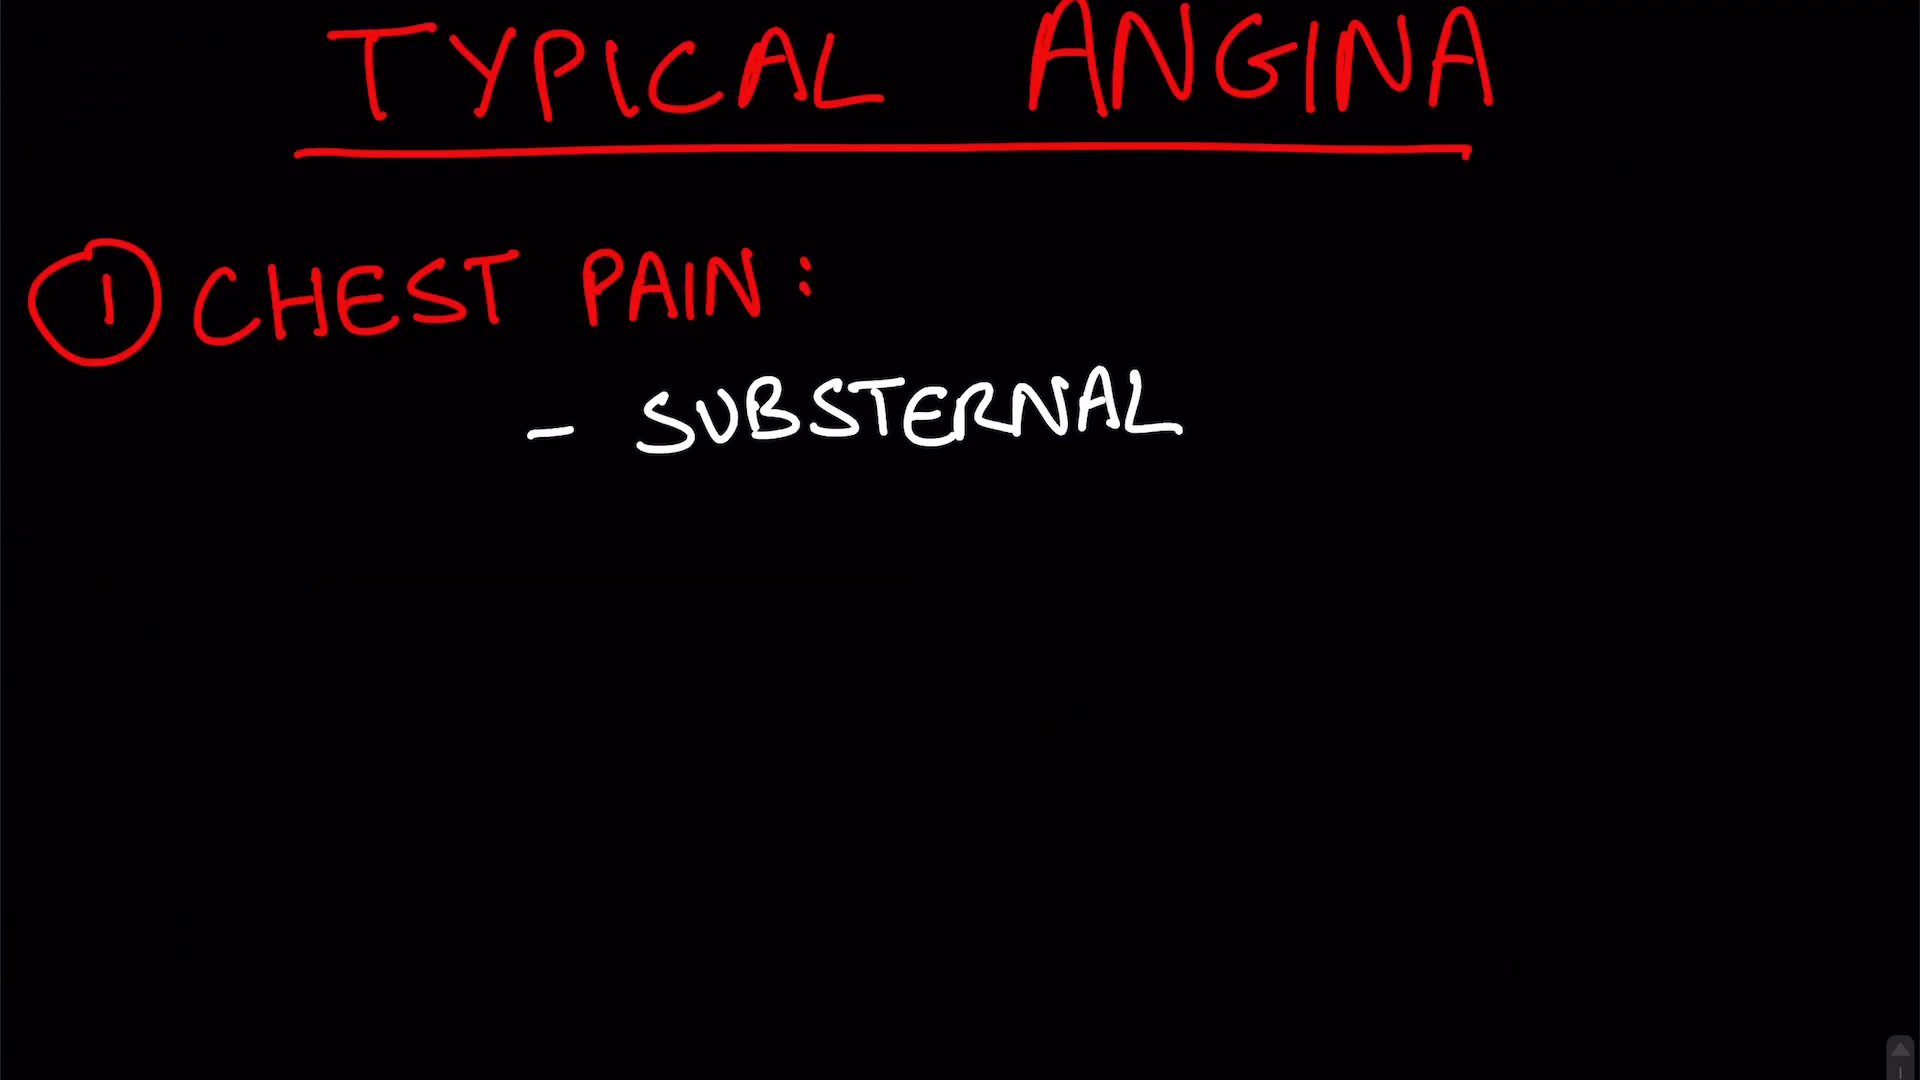 TYPICAL ANGINA
① CHEST PAIN:
- SUBSTERNAL